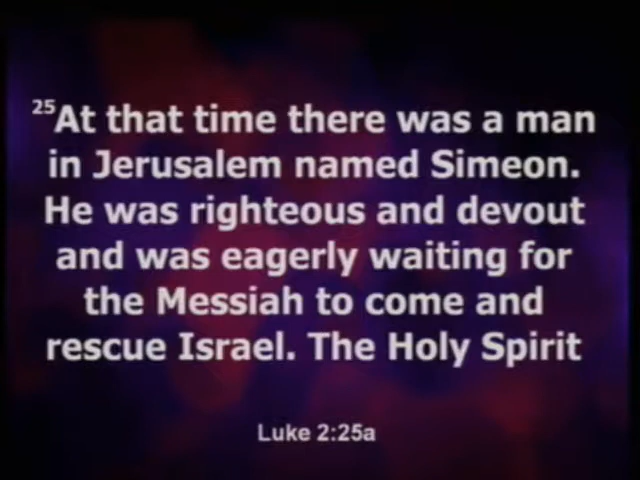 25At that time there was a man
in Jerusalem named Simeon.
He was righteous and devout
and was eagerly waiting for
the Messiah to come and
rescue Israel. The Holy Spirit
Luke 2:25a